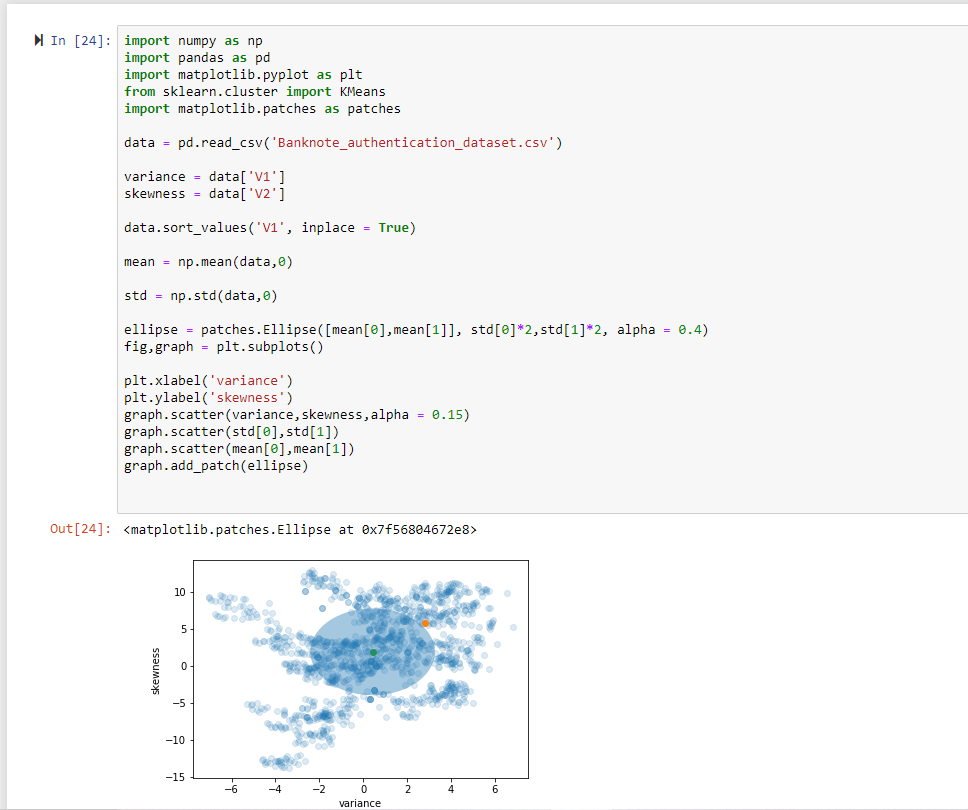 In [24]:
import numpy as np
import pandas as pd
import matplotlib.pyplot as plt
from sklearn.cluster import KMeans
import matplotlib.patches as patches
data = pd.read_csv('Banknote_authentication_dataset.csv')
variance = data['V1']
skewness = data['V2']
data.sort_values('V1', inplace = True)
mean = np.mean(data,0)
std = np.std(data,0)
ellipse = patches.Ellipse([mean[0],mean[1]], std[0]*2,std[1]*2, alpha = 0.4)
fig,graph = plt.subplots()
plt.xlabel('variance')
plt.ylabel('skewness')
graph.scatter(variance,skewness,alpha = 0.15)
graph.scatter(std[0],std[1])
graph.scatter(mean[0],mean[1])
graph.add_patch(ellipse)
Out[24]: <matplotlib.patches.Ellipse at 0x7f56804672e8>
10
5
0
−5
−10
−15
skewness
−6 −4 −2 0 2 4 6
variance